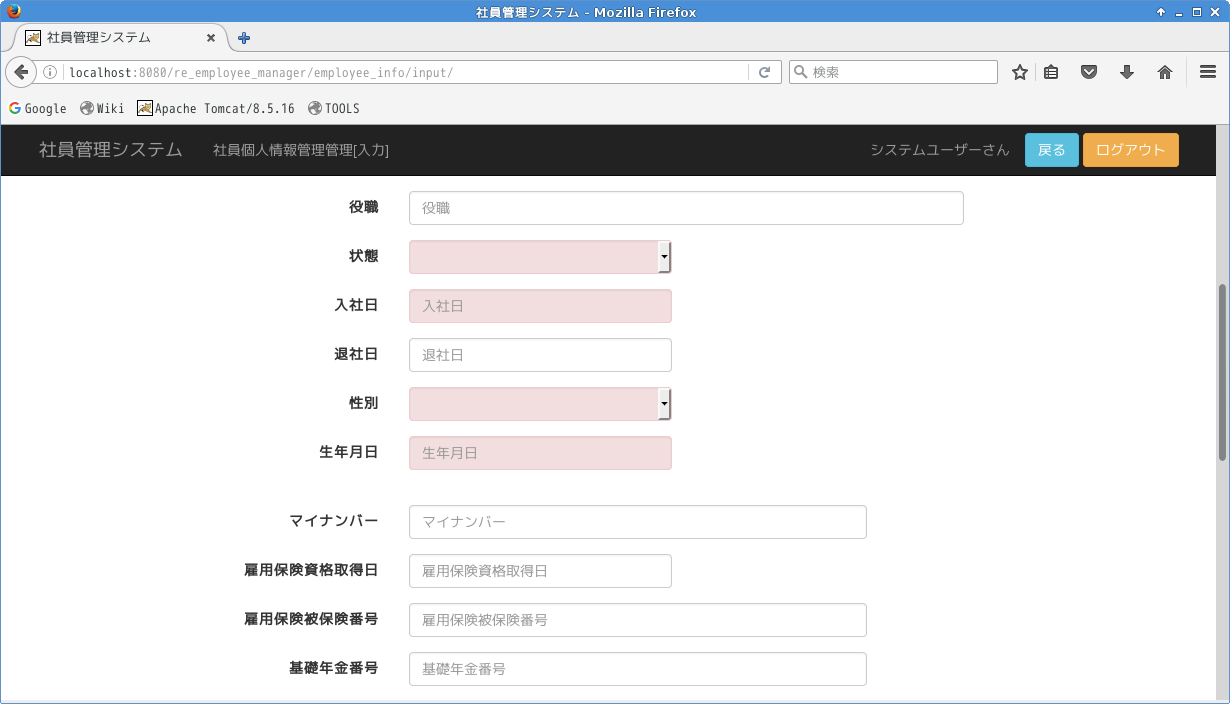 社員管理システム - Mozilla Firefox
社員管理システム
localhost:8080/re_employee_manager/employee_info/input/
検索
Google Wiki Apache Tomcat/8.5.16 TOOLS
社員管理システム 社員個人情報管理管理[入力] システムユーザーさん 戻る ログアウト
役職 役職
状態
入社日 入社日
退社日 退社日
性別
生年月日 生年月日
マイナンバー マイナンバー
雇用保険資格取得日 雇用保険資格取得日
雇用保険被保険番号 雇用保険被保険番号
基礎年金番号 基礎年金番号